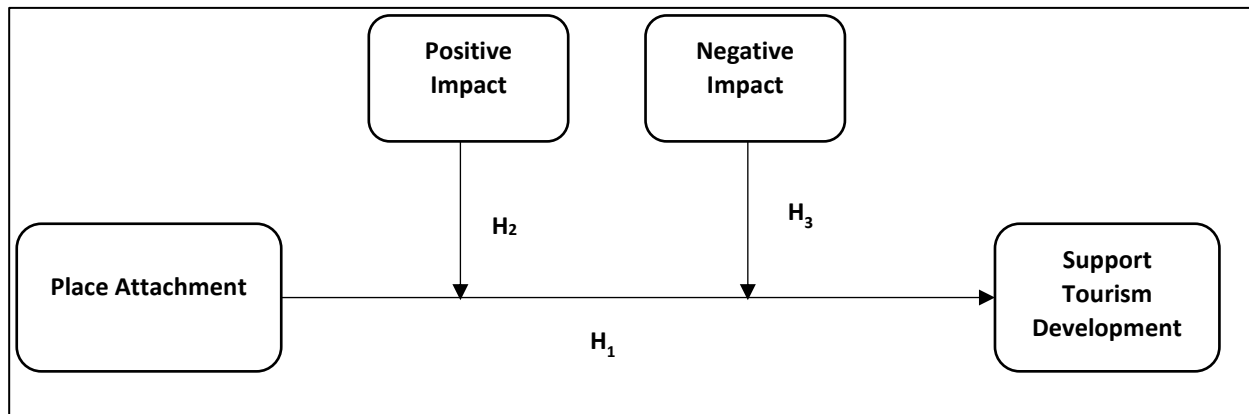 Positive
Impact
Negative
Impact
H2
H3
Place Attachment
Support
Tourism
Development
H1